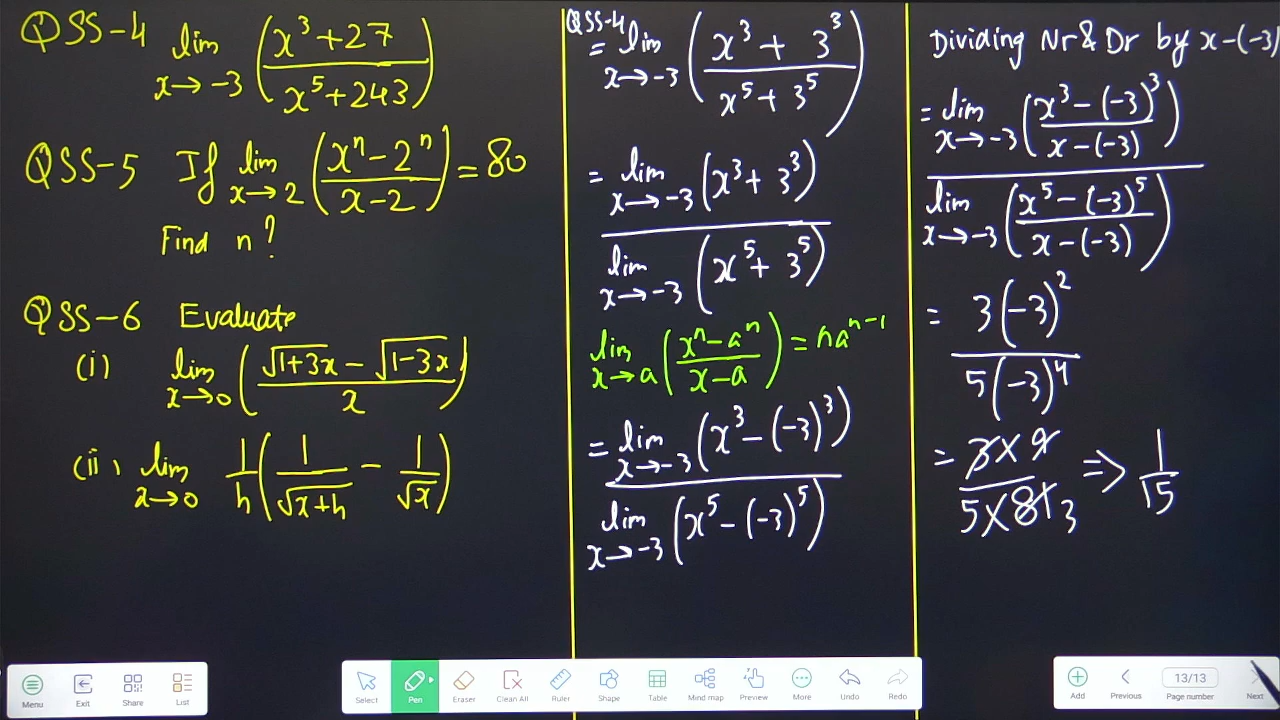 QSS-4 lim x→-3 (x³+27 / x⁵+243)
QSS-5 If lim x→2 (xⁿ-2ⁿ / x-2) = 80
Find n?
QSS-6 Evaluate
(i) lim x→0 (√1+3x - √1-3x / x)
(ii) lim x→0 1/h (1/√x+h - 1/√x)
QSS-4
= lim x→-3 (x³ + 3³ / x⁵ + 3⁵)
= lim x→-3 (x³ + 3³)
lim x→-3 (x⁵ + 3⁵)
lim x→a (xⁿ-aⁿ / x-a) = naⁿ⁻¹
= lim x→-3 (x³-(-3)³)
lim x→-3 (x⁵-(-3)⁵)
Dividing Nr & Dr by x-(-3)
= lim x→-3 (x³-(-3)³ / x-(-3))
lim x→-3 (x⁵-(-3)⁵ / x-(-3))
= 3(-3)²
5(-3)⁴
= 3×9
5×81 3 ⇒ 1/15
Menu
Exit
Share
List
Select
Pen
Eraser
Clean All
Ruler
Shape
Table
Mind map
Preview
More
Undo
Redo
Add
Previous
13/13
Page number
Next